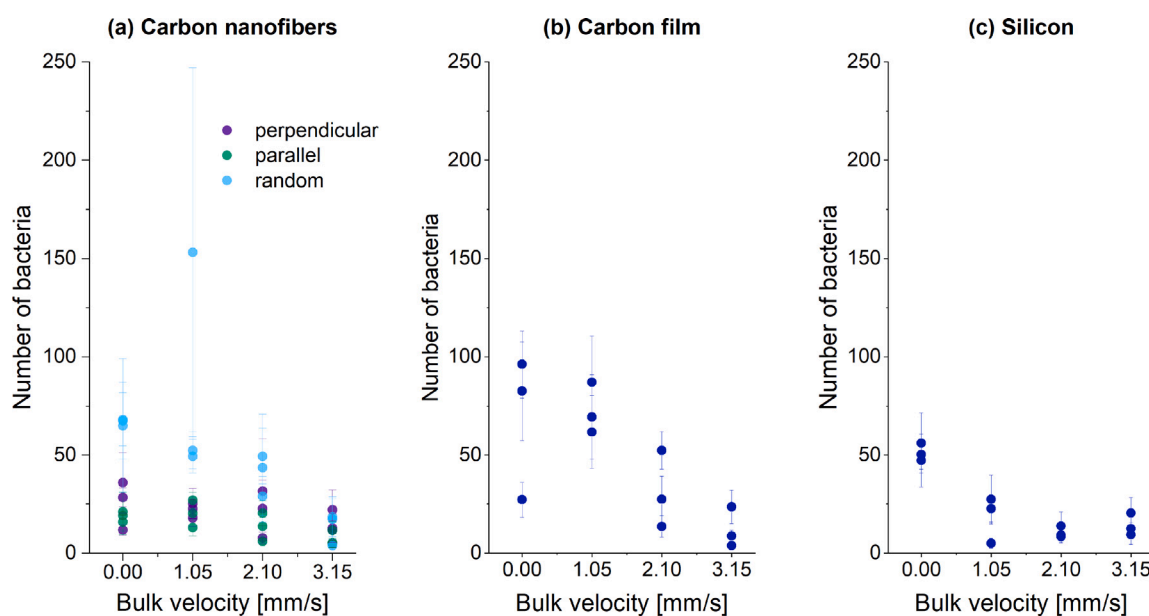 (a) Carbon nanofibers
250
200
150
100
50
0
Number of bacteria
perpendicular
parallel
random
0.00 1.05 2.10 3.15
Bulk velocity [mm/s]
(b) Carbon film
250
200
150
100
50
0
Number of bacteria
0.00 1.05 2.10 3.15
Bulk velocity [mm/s]
(c) Silicon
250
200
150
100
50
0
Number of bacteria
0.00 1.05 2.10 3.15
Bulk velocity [mm/s]